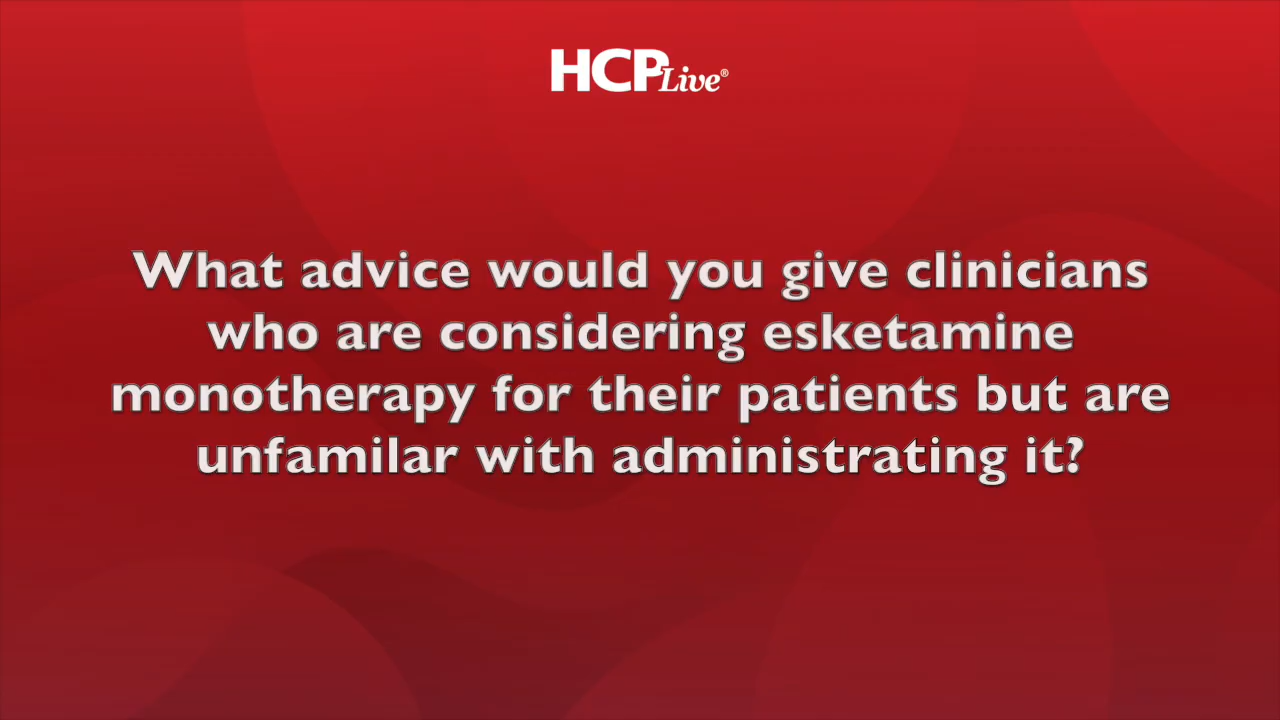 HCPLive®
What advice would you give clinicians
who are considering esketamine
monotherapy for their patients but are
unfamilar with administrating it?